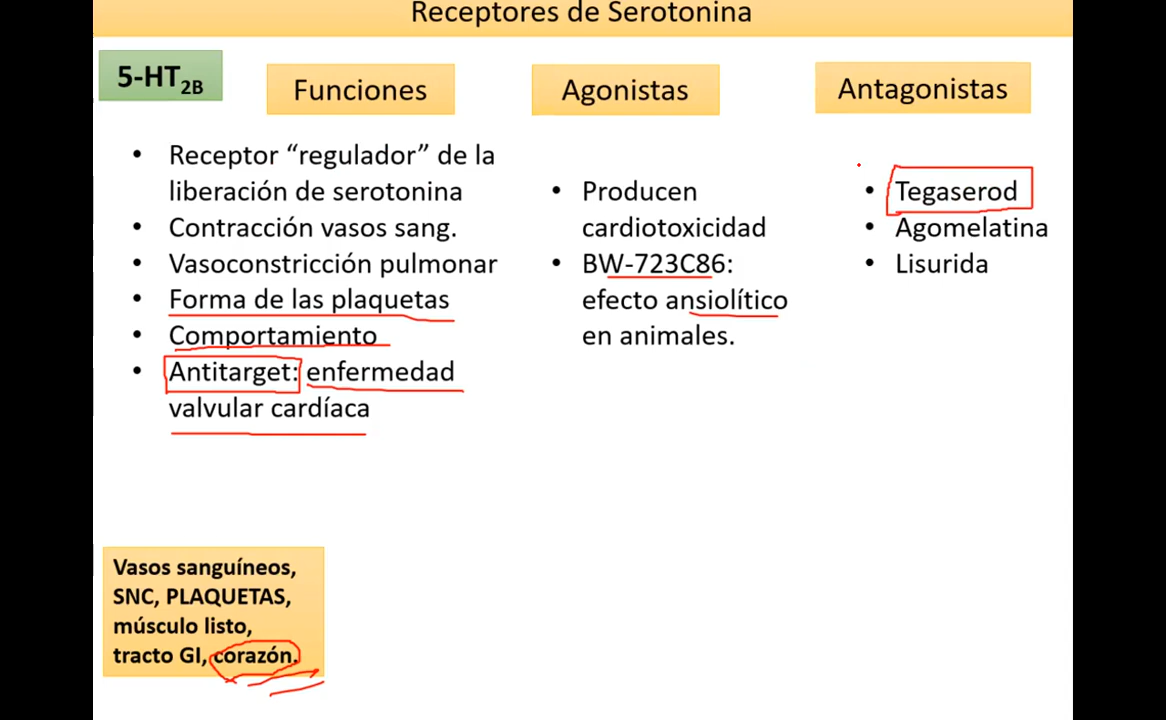 Receptores de Serotonina
5-HT2B
Funciones
Agonistas
Antagonistas
• Receptor “regulador” de la
liberación de serotonina
• Contracción vasos sang.
• Vasoconstricción pulmonar
• Forma de las plaquetas
• Comportamiento
• Antitarget: enfermedad
valvular cardíaca
• Producen
cardiotoxicidad
• BW-723C86:
efecto ansiolítico
en animales.
• Tegaserod
• Agomelatina
• Lisurida
Vasos sanguíneos,
SNC, PLAQUETAS,
músculo listo,
tracto GI, corazón.